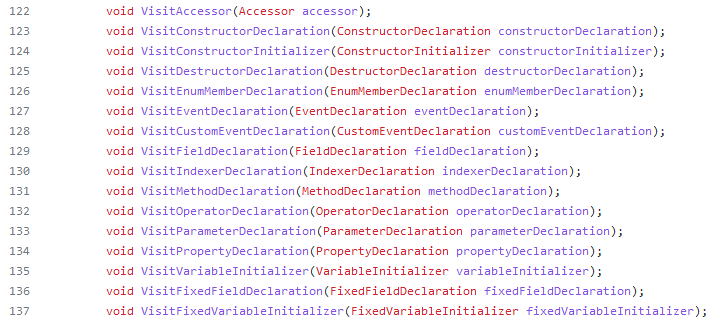 122 void VisitAccessor(Accessor accessor);
123 void VisitConstructorDeclaration(ConstructorDeclaration constructorDeclaration);
124 void VisitConstructorInitializer(ConstructorInitializer constructorInitializer);
125 void VisitDestructorDeclaration(DestructorDeclaration destructorDeclaration);
126 void VisitEnumMemberDeclaration(EnumMemberDeclaration enumMemberDeclaration);
127 void VisitEventDeclaration(EventDeclaration eventDeclaration);
128 void VisitCustomEventDeclaration(CustomEventDeclaration customEventDeclaration);
129 void VisitFieldDeclaration(FieldDeclaration fieldDeclaration);
130 void VisitIndexerDeclaration(IndexerDeclaration indexerDeclaration);
131 void VisitMethodDeclaration(MethodDeclaration methodDeclaration);
132 void VisitOperatorDeclaration(OperatorDeclaration operatorDeclaration);
133 void VisitParameterDeclaration(ParameterDeclaration parameterDeclaration);
134 void VisitPropertyDeclaration(PropertyDeclaration propertyDeclaration);
135 void VisitVariableInitializer(VariableInitializer variableInitializer);
136 void VisitFixedFieldDeclaration(FixedFieldDeclaration fixedFieldDeclaration);
137 void VisitFixedVariableInitializer(FixedVariableInitializer fixedVariableInitializer);